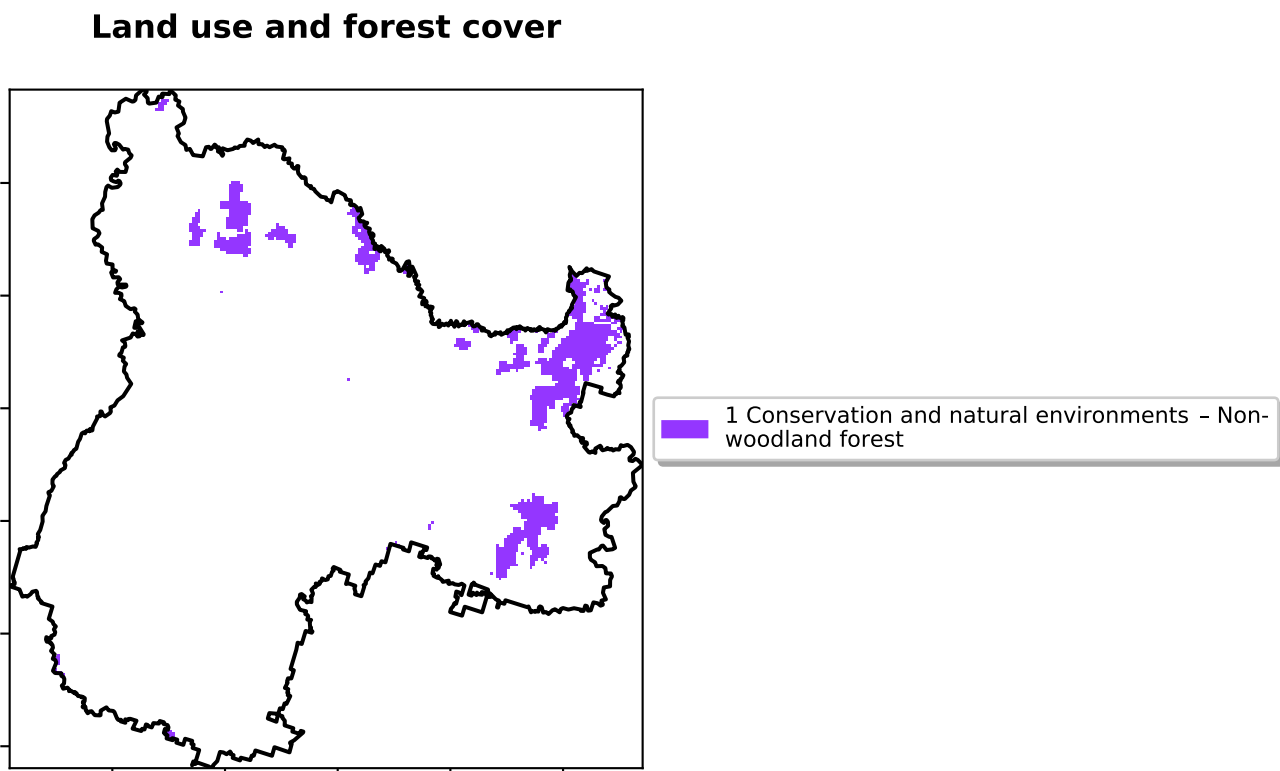 Land use and forest cover
1 Conservation and natural environments – Non-
woodland forest